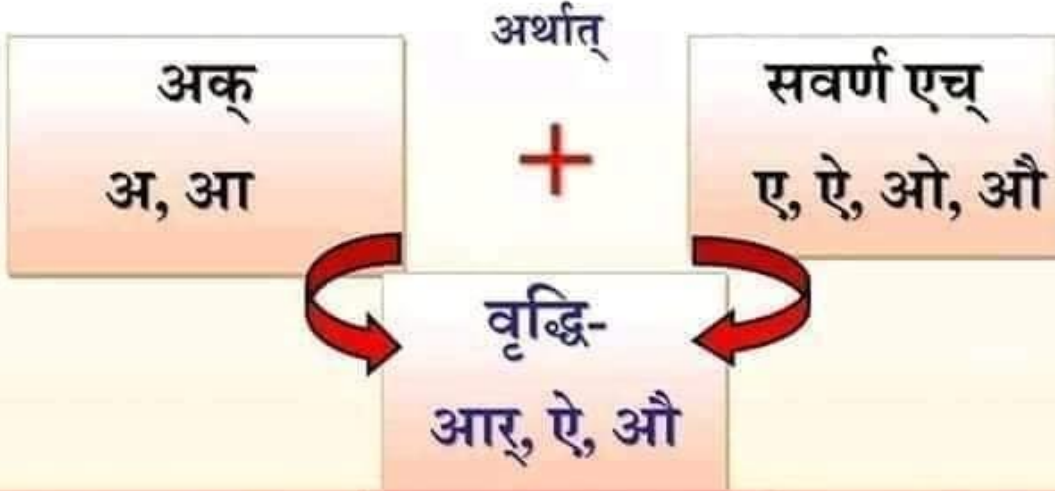 अर्थात्
अक्
अ, आ
+
सवर्ण एच्
ए, ऐ, ओ, औ
वृद्धि-
आर्, ऐ, औ